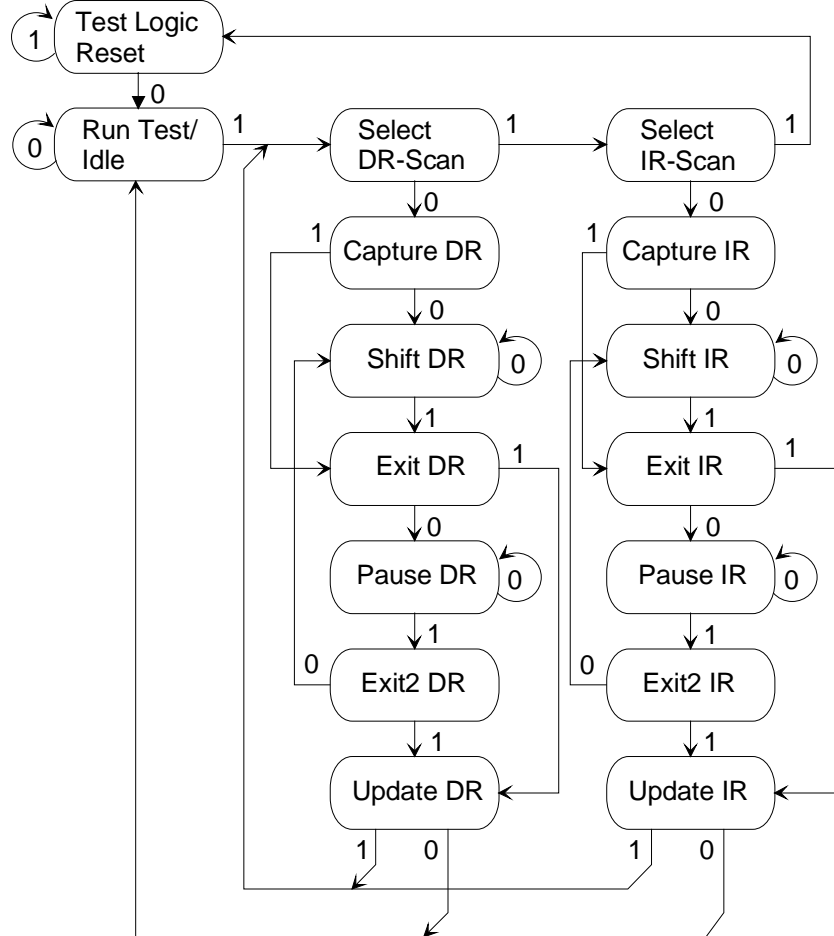 Test Logic
Reset
1
0
Run Test/
Idle
0
1
Select
DR-Scan
1
Select
IR-Scan
1
0
0
1
Capture DR
1
Capture IR
0
0
Shift DR
0
Shift IR
0
1
1
Exit DR
1
Exit IR
1
0
0
Pause DR
0
Pause IR
0
1
1
0
Exit2 DR
0
Exit2 IR
1
1
Update DR
Update IR
1
0
1
0